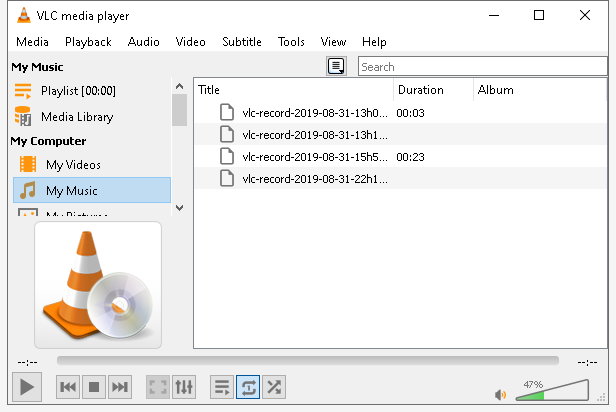 VLC media player
Media Playback Audio Video Subtitle Tools View Help
My Music
Search
Playlist [00:00]
Title Duration Album
Media Library
vlc-record-2019-08-31-13h0... 00:03
My Computer
vlc-record-2019-08-31-13h1...
My Videos
vlc-record-2019-08-31-15h5... 00:23
My Music
vlc-record-2019-08-31-22h1...
My Pictures
--:-- --:--
47%